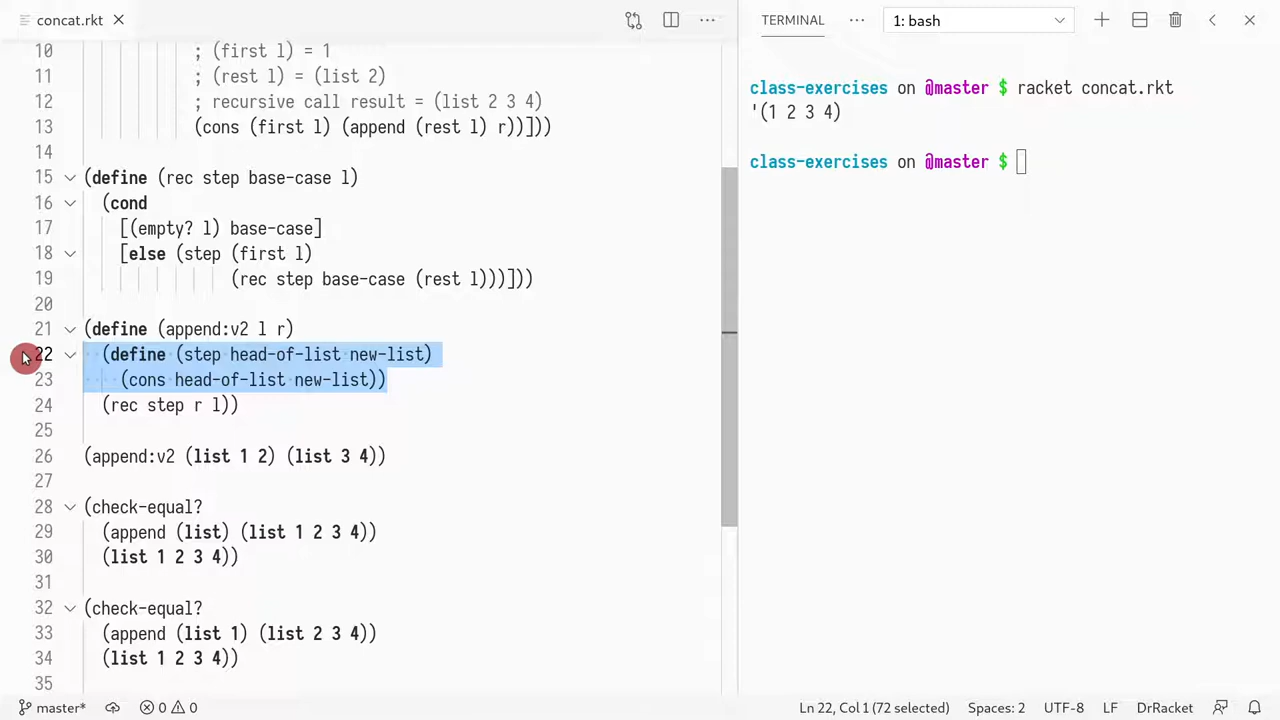 concat.rkt
10 ; (first l) = 1
11 ; (rest l) = (list 2)
12 ; recursive call result = (list 2 3 4)
13 (cons (first l) (append (rest l) r))]))
14
15 (define (rec step base-case l)
16 (cond
17 [(empty? l) base-case]
18 [else (step (first l)
19 (rec step base-case (rest l)))]))
20
21 (define (append:v2 l r)
22 (define (step head-of-list new-list)
23 (cons head-of-list new-list))
24 (rec step r l))
25
26 (append:v2 (list 1 2) (list 3 4))
27
28 (check-equal?
29 (append (list) (list 1 2 3 4))
30 (list 1 2 3 4))
31
32 (check-equal?
33 (append (list 1) (list 2 3 4))
34 (list 1 2 3 4))
35
TERMINAL ··· 1: bash
class-exercises on @master $ racket concat.rkt
'(1 2 3 4)
class-exercises on @master $
master* 0 0 Ln 22, Col 1 (72 selected) Spaces: 2 UTF-8 LF DrRacket